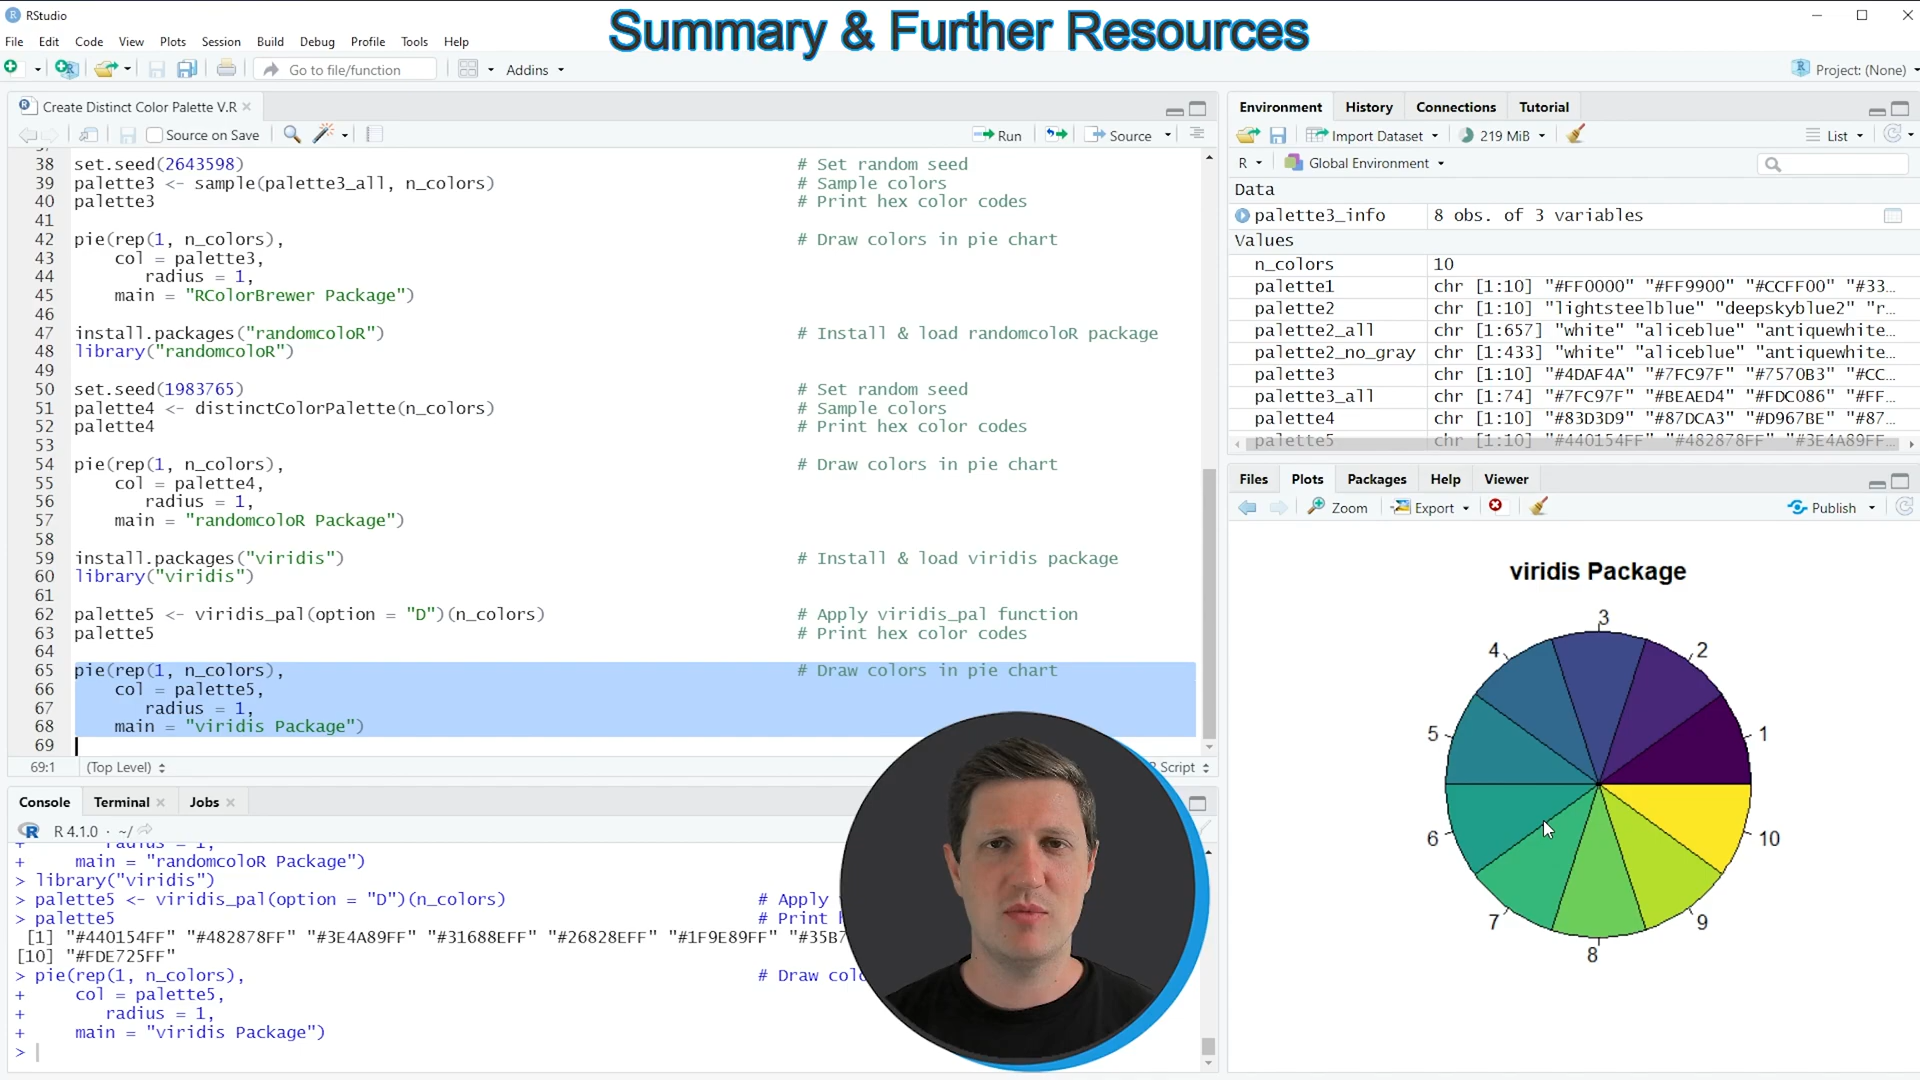 RStudio
Summary & Further Resources
File Edit Code View Plots Session Build Debug Profile Tools Help
Go to file/function Addins Project: (None)
Create Distinct Color Palette V.R
Source on Save Run Source
38 set.seed(2643598) # Set random seed
39 palette3 <- sample(palette3_all, n_colors) # Sample colors
40 palette3 # Print hex color codes
41
42 pie(rep(1, n_colors), # Draw colors in pie chart
43 col = palette3,
44 radius = 1,
45 main = "RColorBrewer Package")
46
47 install.packages("randomcoloR") # Install & load randomcoloR package
48 library("randomcoloR")
49
50 set.seed(1983765) # Set random seed
51 palette4 <- distinctColorPalette(n_colors) # Sample colors
52 palette4 # Print hex color codes
53
54 pie(rep(1, n_colors), # Draw colors in pie chart
55 col = palette4,
56 radius = 1,
57 main = "randomcoloR Package")
58
59 install.packages("viridis") # Install & load viridis package
60 library("viridis")
61
62 palette5 <- viridis_pal(option = "D")(n_colors) # Apply viridis_pal function
63 palette5 # Print hex color codes
64
65 pie(rep(1, n_colors), # Draw colors in pie chart
66 col = palette5,
67 radius = 1,
68 main = "viridis Package")
69
69:1 (Top Level) Script
Console Terminal Jobs
R 4.1.0 · ~/
+ radius = 1,
+ main = "randomcoloR Package")
> library("viridis")
> palette5 <- viridis_pal(option = "D")(n_colors) # Apply
> palette5 # Print h
[1] "#440154FF" "#482878FF" "#3E4A89FF" "#31688EFF" "#26828EFF" "#1F9E89FF" "#35B7
[10] "#FDE725FF"
> pie(rep(1, n_colors), # Draw colo
+ col = palette5,
+ radius = 1,
+ main = "viridis Package")
>
Environment History Connections Tutorial
Import Dataset 219 MiB List
R Global Environment
Data
palette3_info 8 obs. of 3 variables
Values
n_colors 10
palette1 chr [1:10] "#FF0000" "#FF9900" "#CCFF00" "#33…
palette2 chr [1:10] "lightsteelblue" "deepskyblue2" "r…
palette2_all chr [1:657] "white" "aliceblue" "antiquewhite…
palette2_no_gray chr [1:433] "white" "aliceblue" "antiquewhite…
palette3 chr [1:10] "#4DAF4A" "#7FC97F" "#7570B3" "#CC…
palette3_all chr [1:74] "#7FC97F" "#BEAED4" "#FDC086" "#FF…
palette4 chr [1:10] "#83D3D9" "#87DCA3" "#D967BE" "#87…
palette5 chr [1:10] "#440154FF" "#482878FF" "#3E4A89FF…
Files Plots Packages Help Viewer
Zoom Export Publish
viridis Package
3
4 2
5 1
6 10
7 9
8